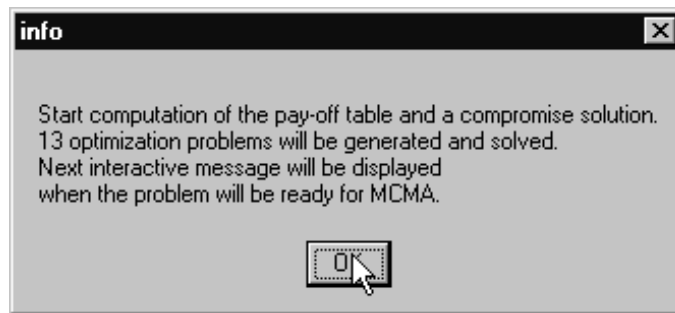 info
Start computation of the pay-off table and a compromise solution.
13 optimization problems will be generated and solved.
Next interactive message will be displayed
when the problem will be ready for MCMA.
OK